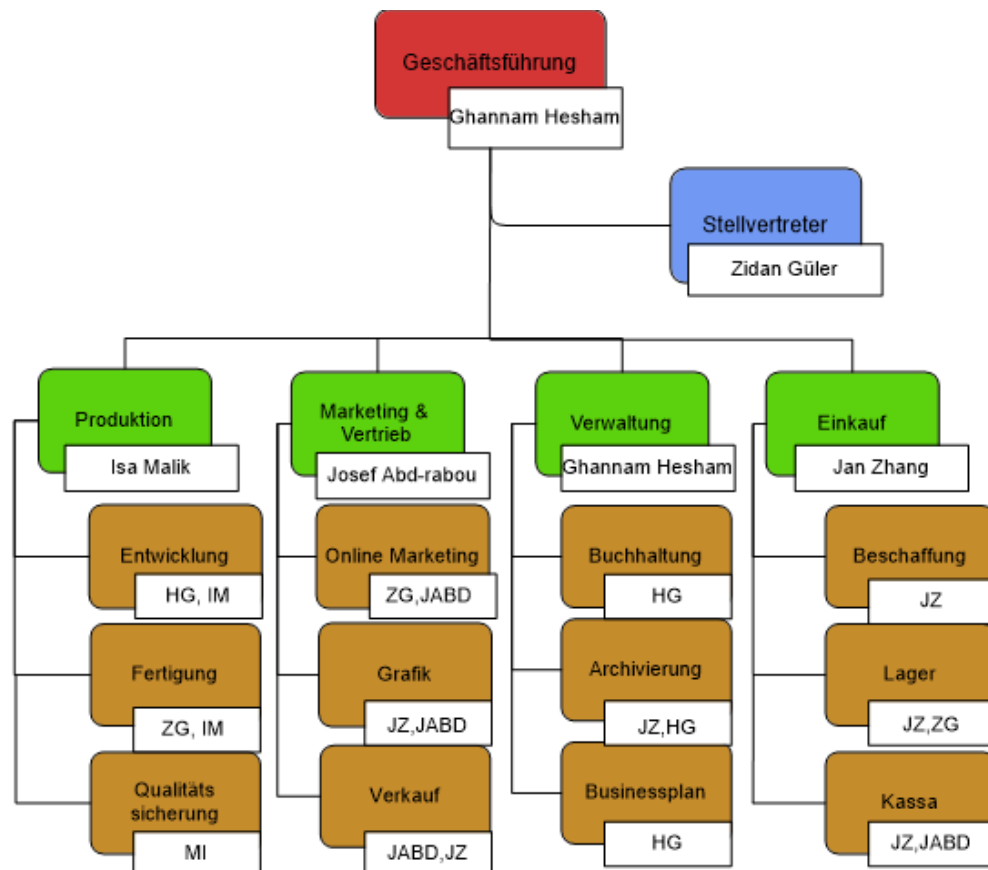 Geschäftsführung
Ghannam Hesham
Stellvertreter
Zidan Güler
Produktion
Isa Malik
Entwicklung
HG, IM
Fertigung
ZG, IM
Qualitäts
sicherung
MI
Marketing &
Vertrieb
Josef Abd-rabou
Online Marketing
ZG,JABD
Grafik
JZ,JABD
Verkauf
JABD,JZ
Verwaltung
Ghannam Hesham
Buchhaltung
HG
Archivierung
JZ,HG
Businessplan
HG
Einkauf
Jan Zhang
Beschaffung
JZ
Lager
JZ,ZG
Kassa
JZ,JABD